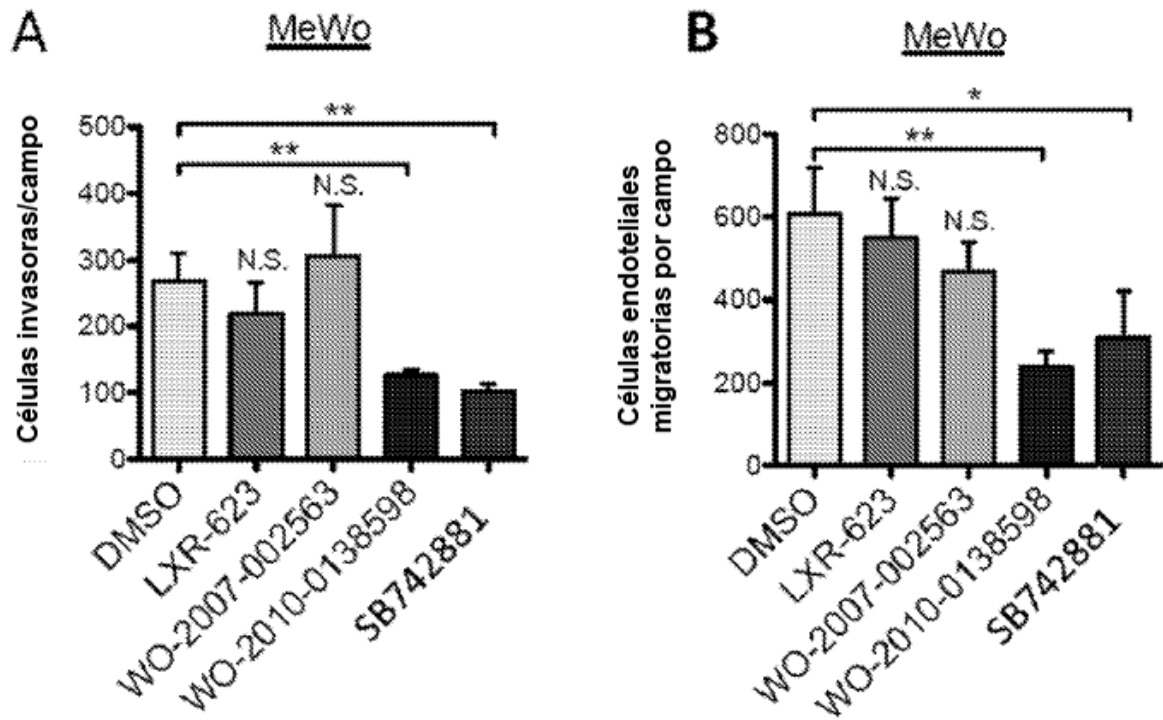 A
MeWo
Células invasoras/campo
500
400
300
200
100
0
**
**
N.S.
N.S.
DMSO
LXR-623
WO-2007-002563
WO-2010-0138598
SB742881
B
MeWo
Células endoteliales
migratorias por campo
800
600
400
200
0
*
**
N.S.
N.S.
DMSO
LXR-623
WO-2007-002563
WO-2010-0138598
SB742881